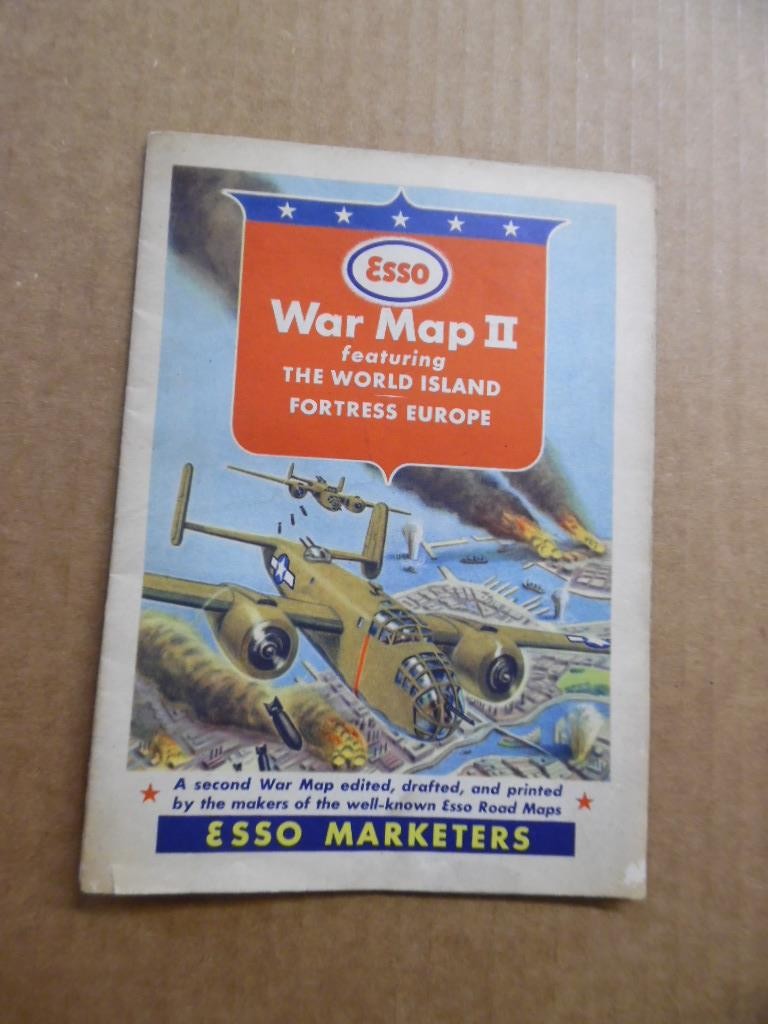 Esso
War Map II
featuring
THE WORLD ISLAND
FORTRESS EUROPE
A second War Map edited, drafted, and printed
by the makers of the well-known Esso Road Maps
ESSO MARKETERS